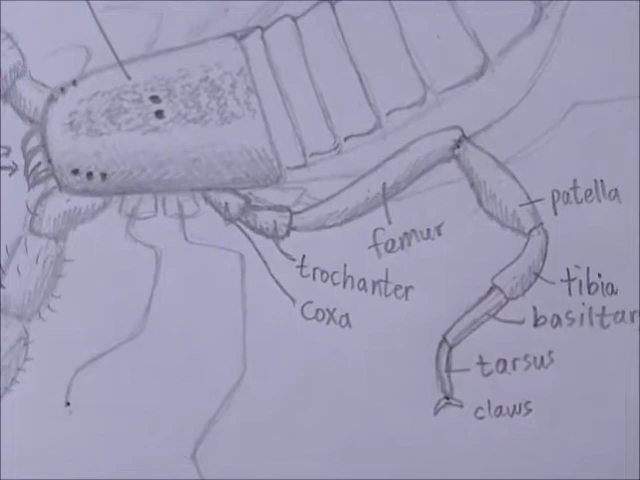 patella
femur
trochanter
tibia
coxa
basiltar
tarsus
claws